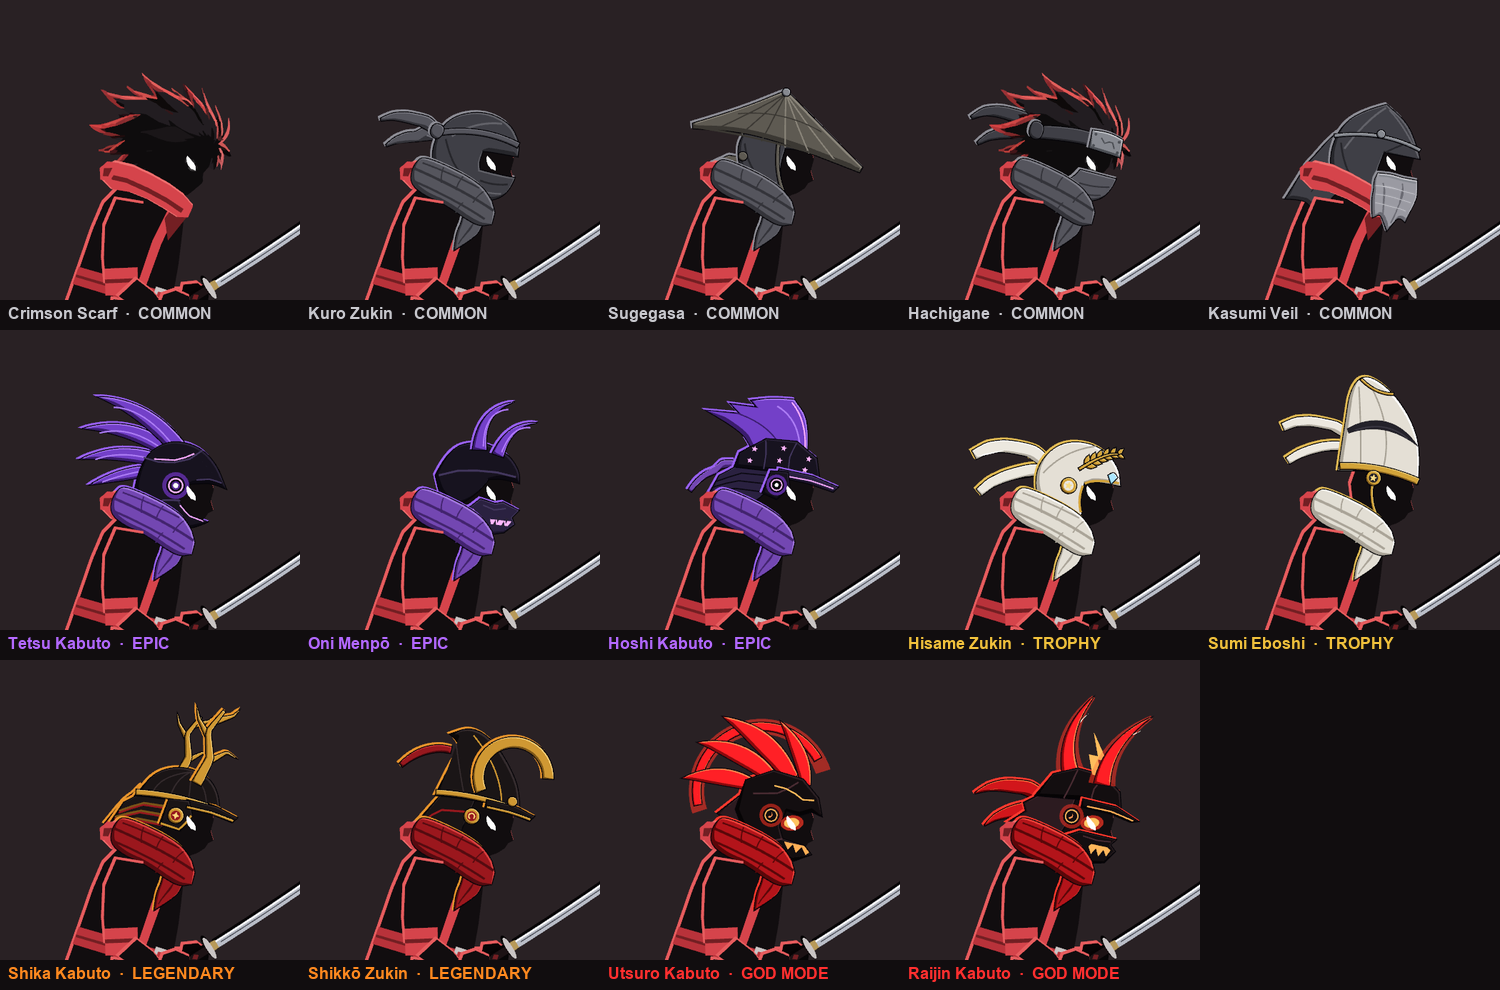 Crimson Scarf · COMMON
Kuro Zukin · COMMON
Sugegasa · COMMON
Hachigane · COMMON
Kasumi Veil · COMMON
Tetsu Kabuto · EPIC
Oni Menpō · EPIC
Hoshi Kabuto · EPIC
Hisame Zukin · TROPHY
Sumi Eboshi · TROPHY
Shika Kabuto · LEGENDARY
Shikkō Zukin · LEGENDARY
Utsuro Kabuto · GOD MODE
Raijin Kabuto · GOD MODE